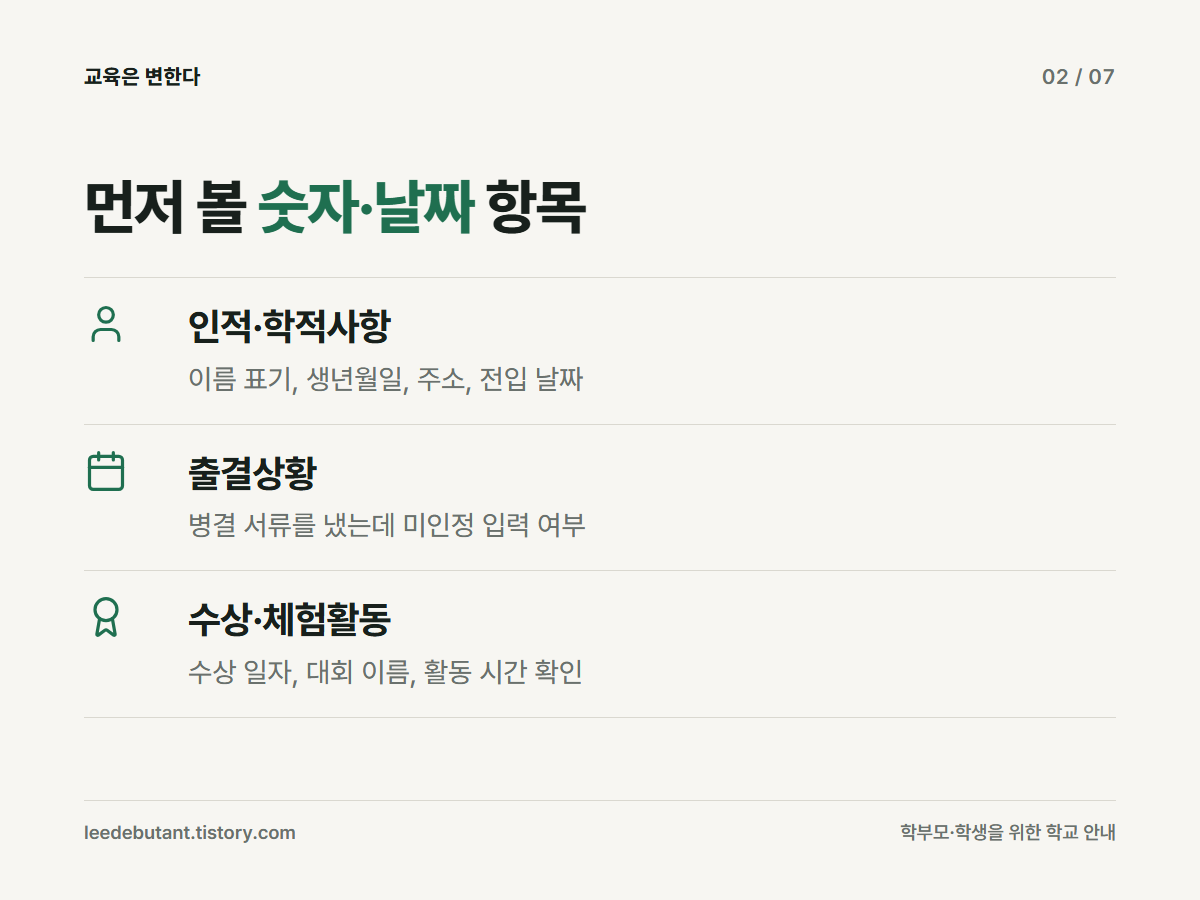 교육은 변한다
02 / 07
먼저 볼 숫자·날짜 항목
인적·학적사항
이름 표기, 생년월일, 주소, 전입 날짜
출결상황
병결 서류를 냈는데 미인정 입력 여부
수상·체험활동
수상 일자, 대회 이름, 활동 시간 확인
leedebutant.tistory.com
학부모·학생을 위한 학교 안내